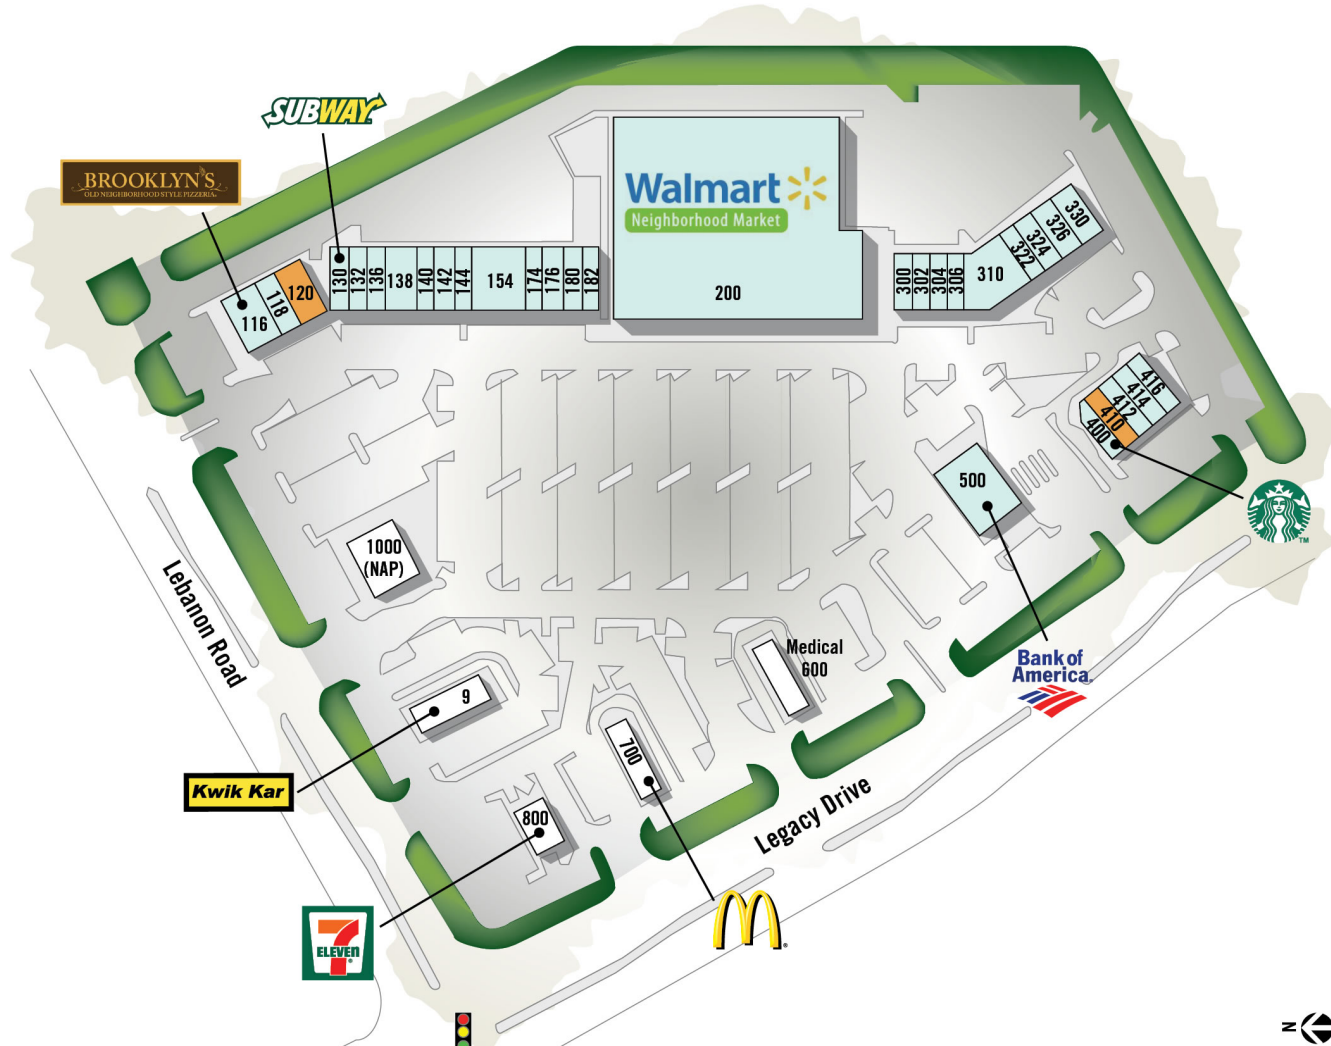 SUBWAY
BROOKLYN'S
OLD NEIGHBORHOOD STYLE PIZZERIA
Walmart
Neighborhood Market
200
116
118
120
130
132
136
138
140
142
144
154
174
176
180
182
300
302
304
306
310
322
324
326
330
416
414
412
410
400
500
1000
(NAP)
Lebanon Road
Medical
600
Bank of
America
TM
9
700
Kwik Kar
800
Legacy Drive
7
ELEVEN
M
N